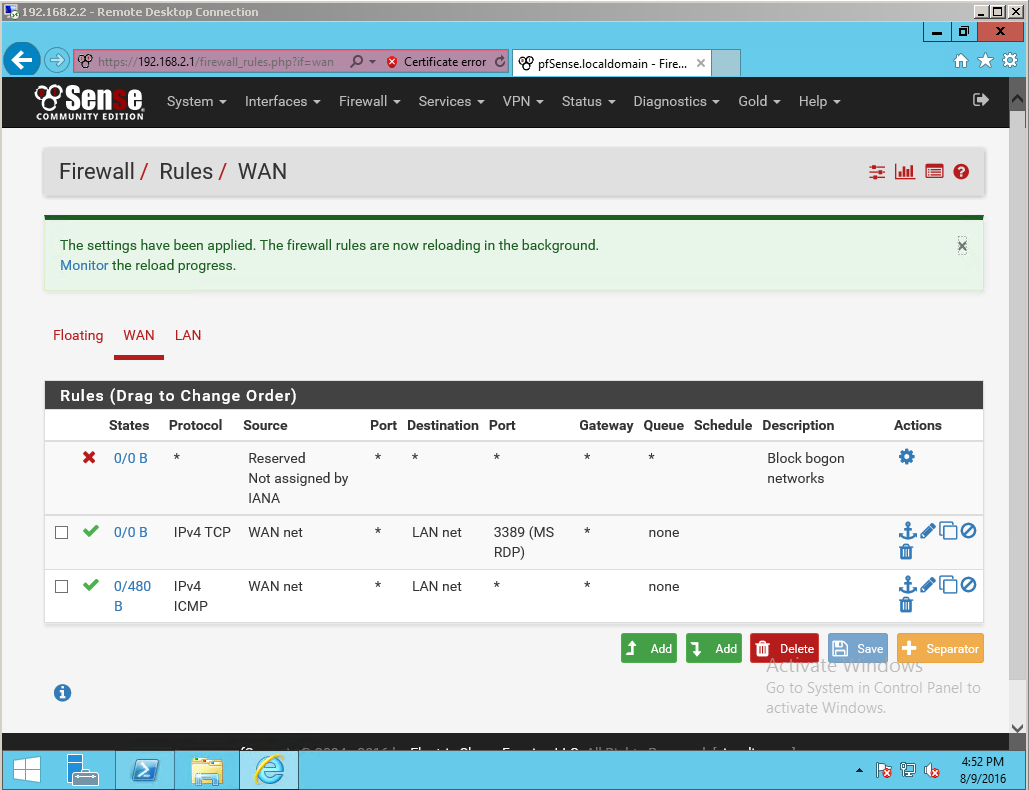 192.168.2.2 - Remote Desktop Connection
https://192.168.2.1/firewall_rules.php?if=wan
Certificate error
pfSense.localdomain - Fire...
Sense
COMMUNITY EDITION
System Interfaces Firewall Services VPN Status Diagnostics Gold Help
Firewall / Rules / WAN
The settings have been applied. The firewall rules are now reloading in the background.
Monitor the reload progress.
Floating WAN LAN
Rules (Drag to Change Order)
States Protocol Source Port Destination Port Gateway Queue Schedule Description Actions
0/0 B * Reserved * * * * * Block bogon
Not assigned by networks
IANA
0/0 B IPv4 TCP WAN net * LAN net 3389 (MS * none
RDP)
0/480 IPv4 WAN net * LAN net * * none
B ICMP
Add Add Delete Save Separator
Activate Windows
Go to System in Control Panel to
activate Windows.
4:52 PM
8/9/2016